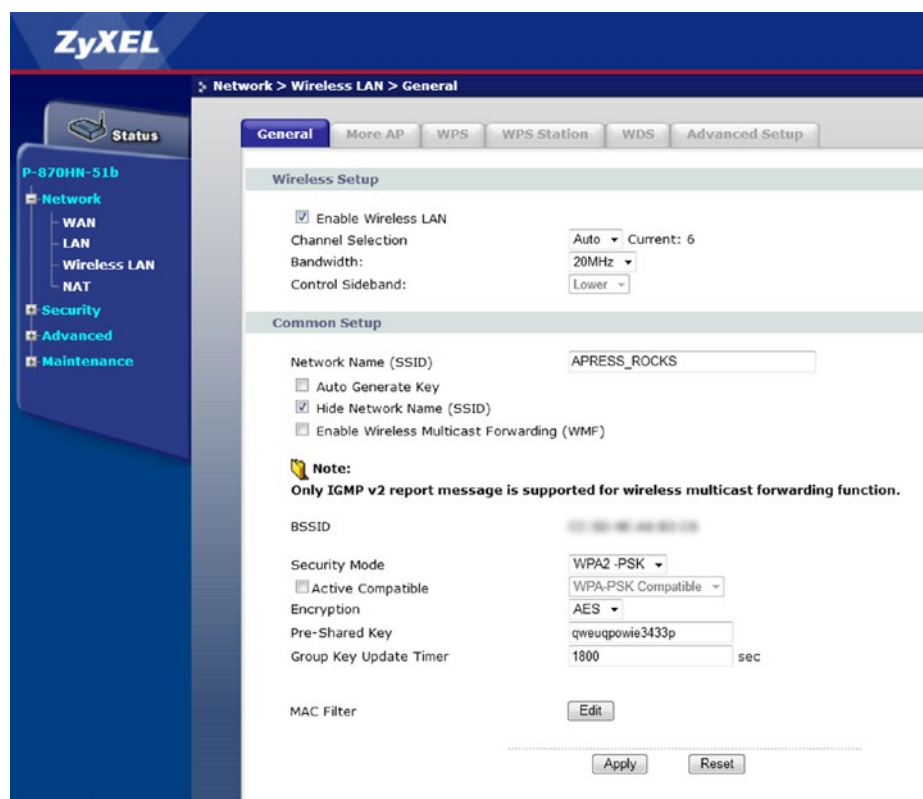 ZyXEL
Network > Wireless LAN > General
Status
P-870HN-51b
Network
WAN
LAN
Wireless LAN
NAT
Security
Advanced
Maintenance
General More AP WPS WPS Station WDS Advanced Setup
Wireless Setup
Enable Wireless LAN
Channel Selection Auto Current: 6
Bandwidth: 20MHz
Control Sideband: Lower
Common Setup
Network Name (SSID) APRESS_ROCKS
Auto Generate Key
Hide Network Name (SSID)
Enable Wireless Multicast Forwarding (WMF)
Note:
Only IGMP v2 report message is supported for wireless multicast forwarding function.
BSSID
Security Mode WPA2 -PSK
Active Compatible WPA-PSK Compatible
Encryption AES
Pre-Shared Key qweuqpowie3433p
Group Key Update Timer 1800 sec
MAC Filter Edit
Apply Reset